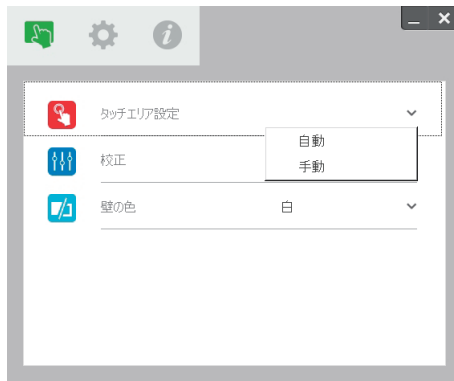 タッチエリア設定
自動
手動
校正
壁の色 白